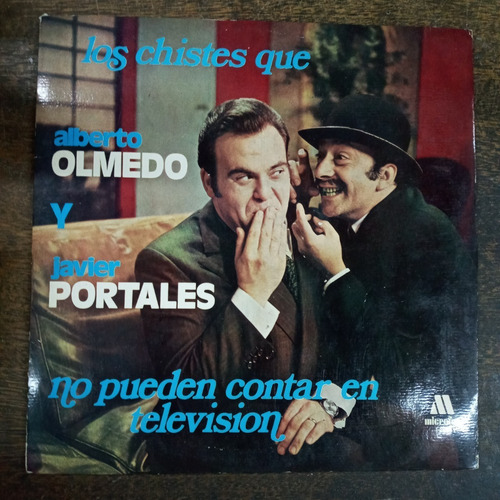 los chistes que
alberto
OLMEDO
Y
javier
PORTALES
no pueden contar en
television
M